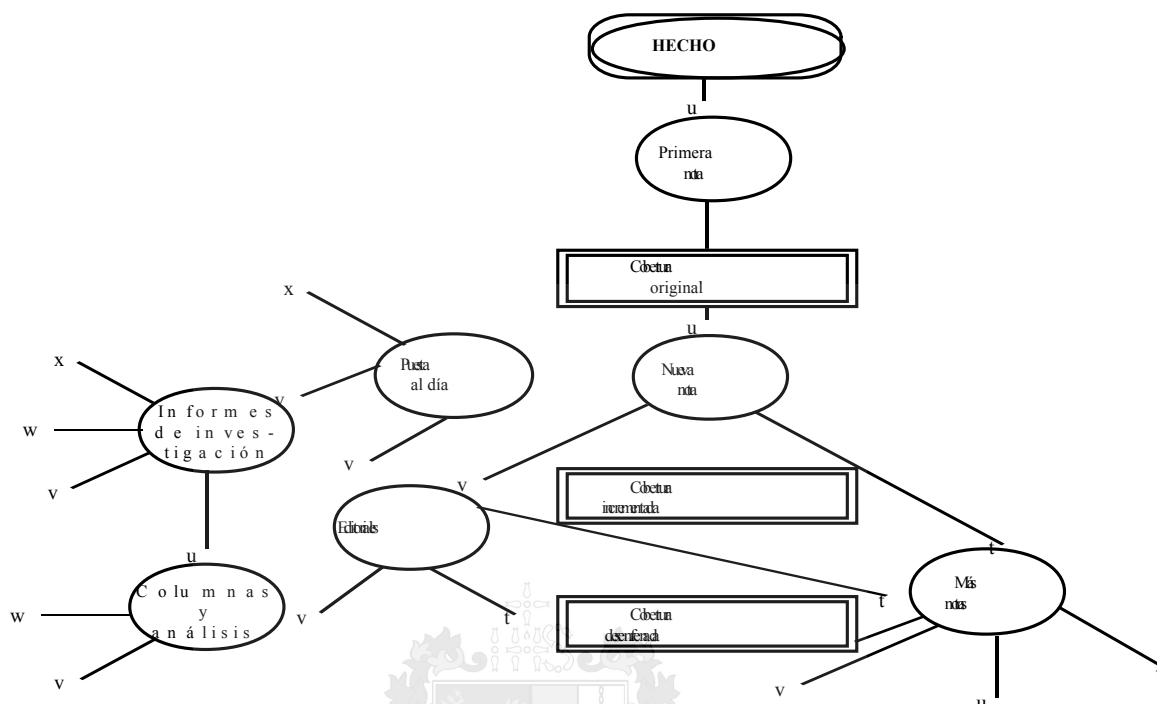 HECHO
u
Primera
nota
Cobertura
original
x
u
x
Puesta
al día
Nueva
nota
v
Informes
de inves-
tigación
w
v
v
v
Cobertura
incrementada
Editoriales
u
t
Columnas
y
análisis
Más
notas
t
w
v
t
Cobertura
desenfrenada
v
v
u